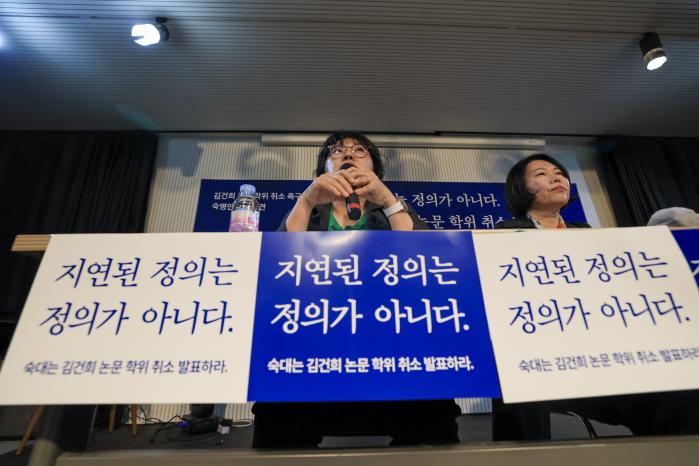 김건희
학위 취소 촉구
숙명인
정의가 아니다.
논문 학위 취소
지연된 정의는
정의가 아니다.
숙대는 김건희 논문 학위 취소 발표하라.
지연된 정의는
정의가 아니다.
숙대는 김건희 논문 학위 취소 발표하라.
지연된 정의는
정의가 아니다.
숙대는 김건희 논문 학위 취소 발표하라.